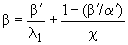 β = β′/λ₁ + 1−(β′/α′)/χ